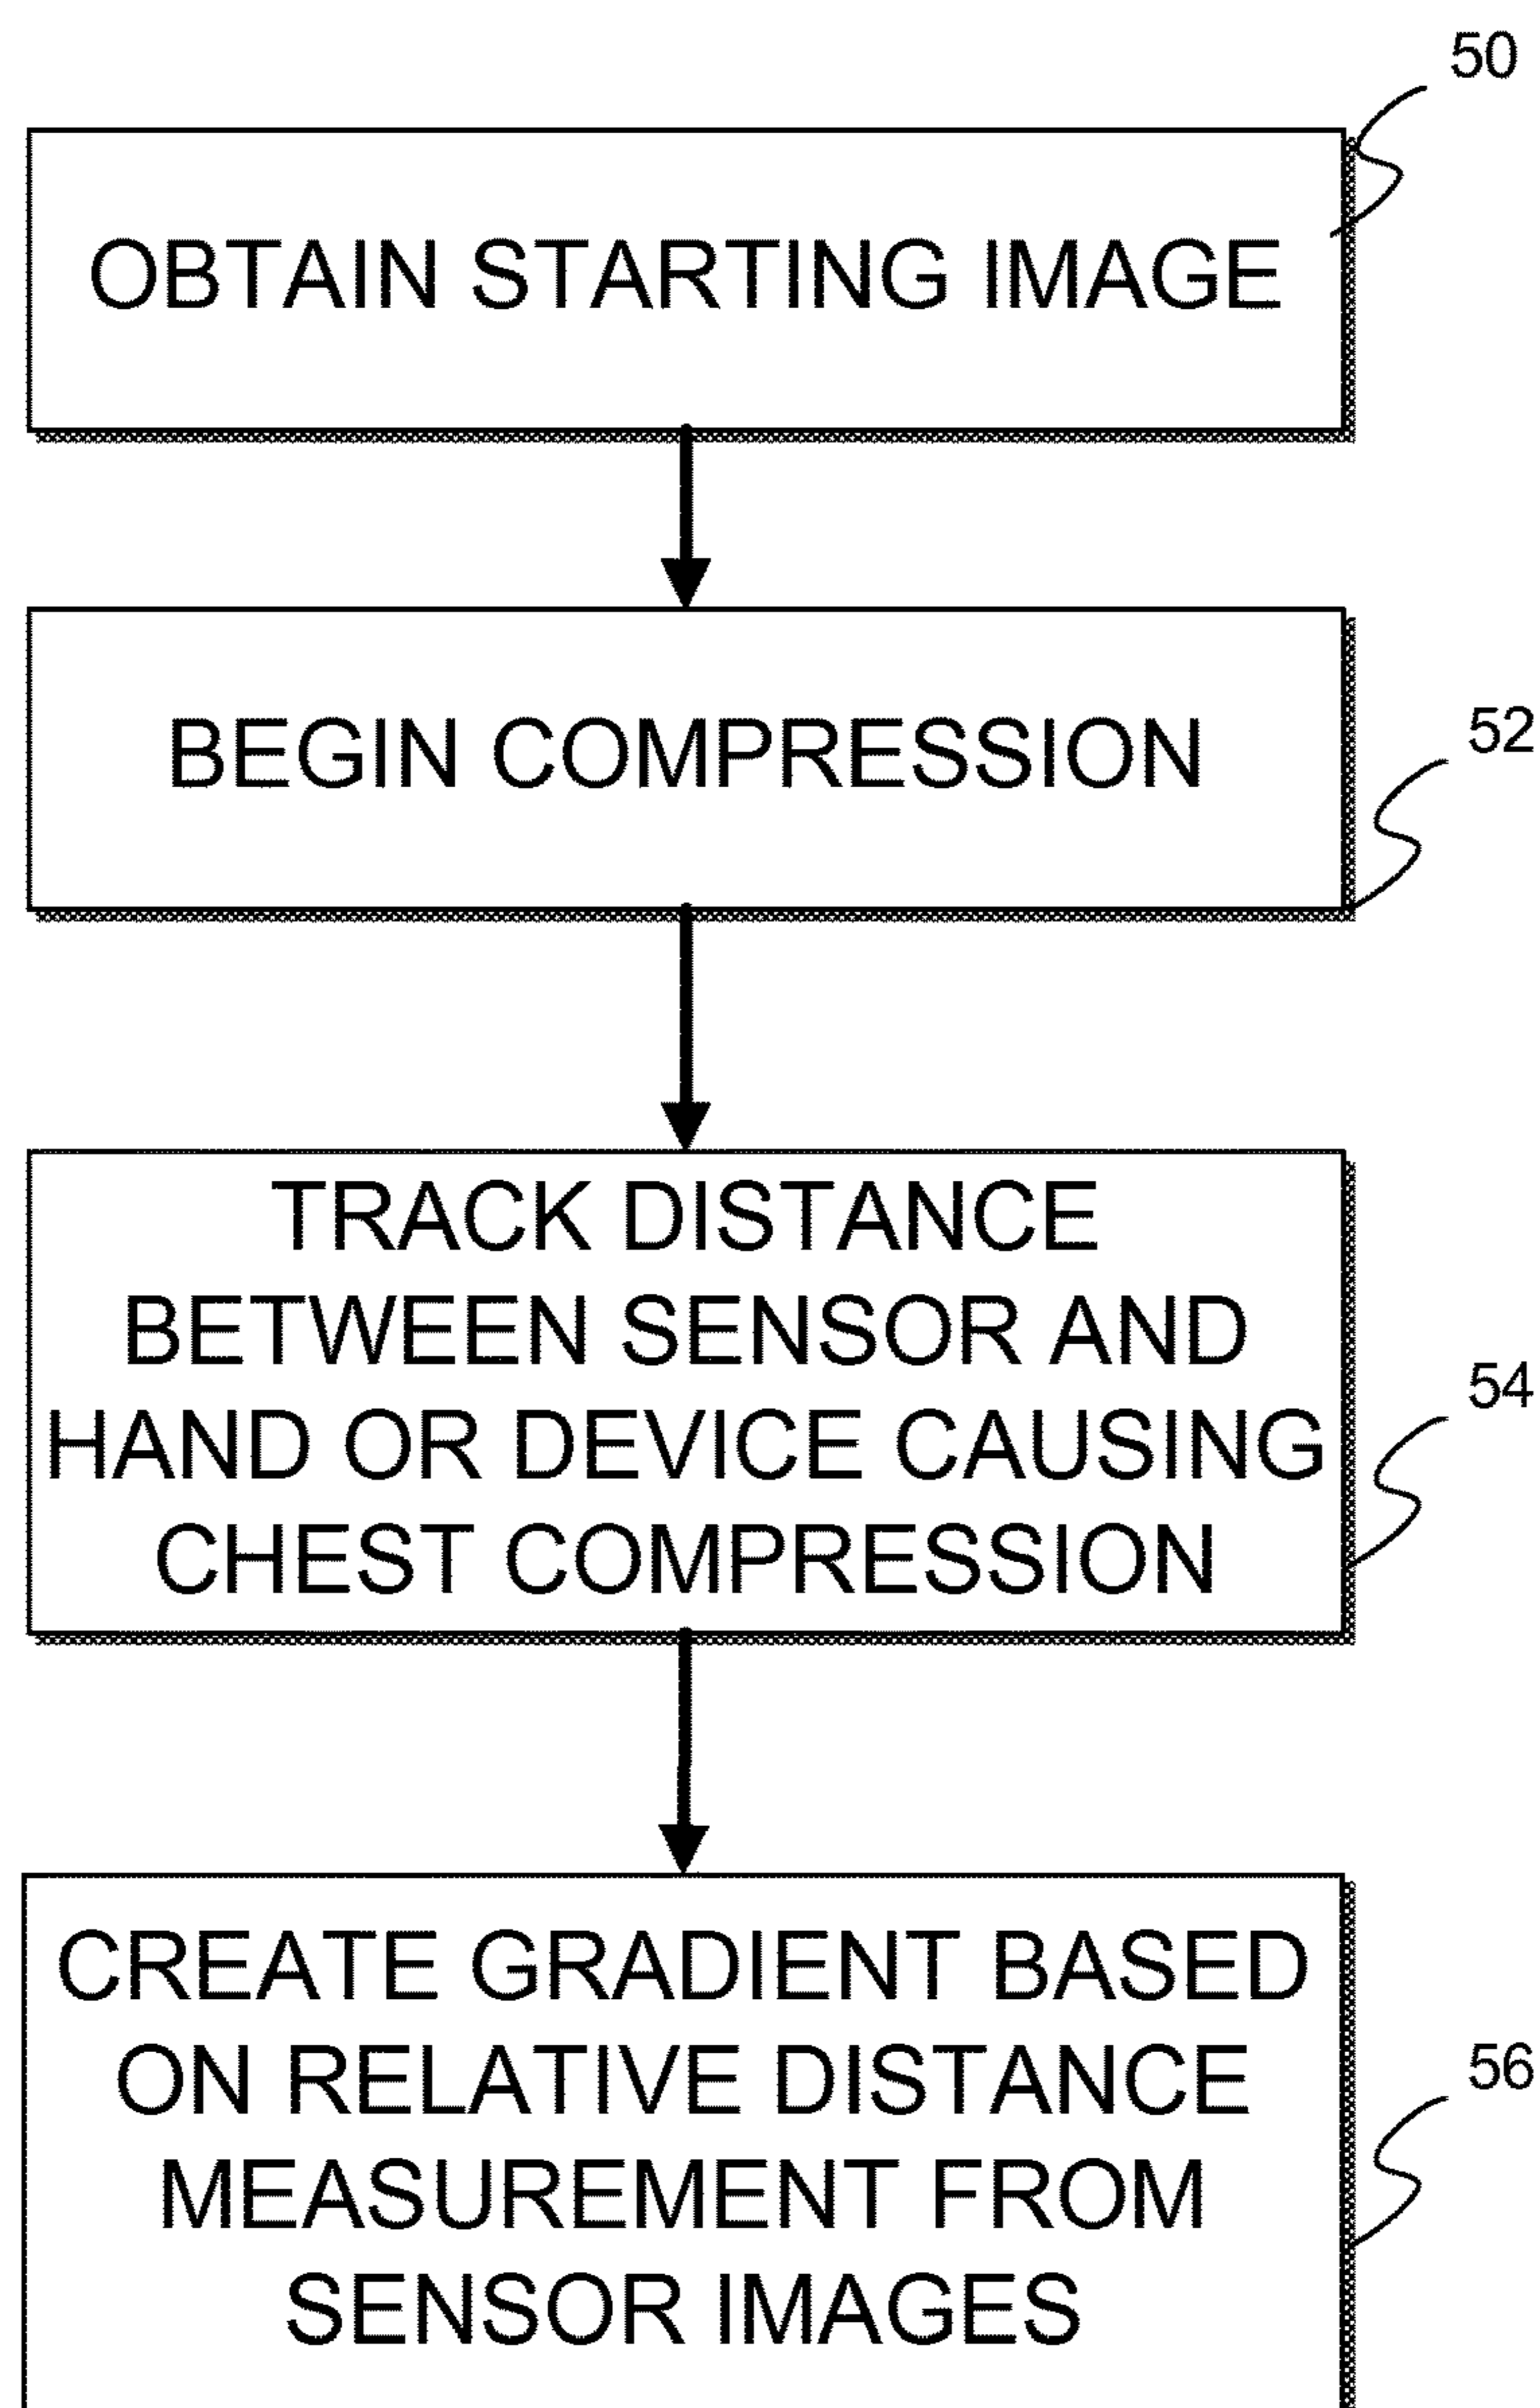 50
OBTAIN STARTING IMAGE
BEGIN COMPRESSION
52
TRACK DISTANCE
BETWEEN SENSOR AND
HAND OR DEVICE CAUSING
CHEST COMPRESSION
54
CREATE GRADIENT BASED
ON RELATIVE DISTANCE
MEASUREMENT FROM
SENSOR IMAGES
56